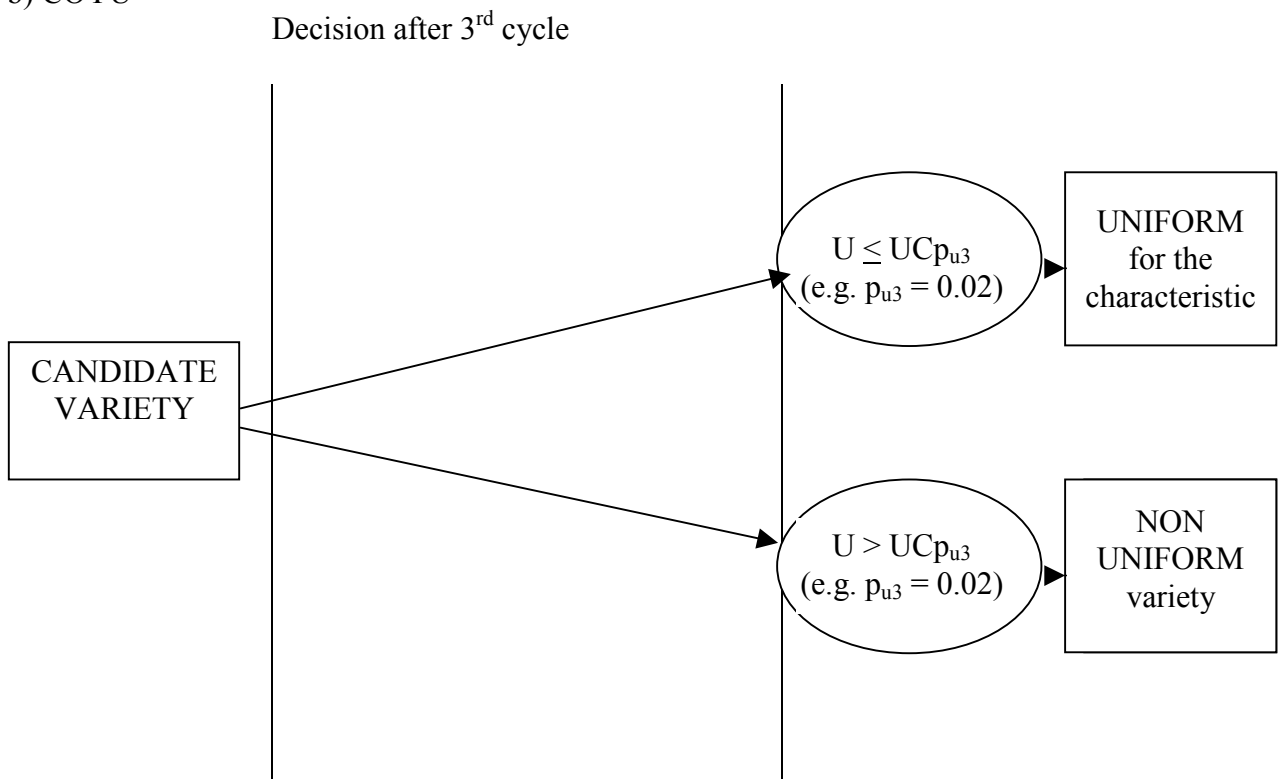 Decision after 3rd cycle
U ≤ UCpu3
(e.g. pu3 = 0.02)
UNIFORM
for the
characteristic
CANDIDATE
VARIETY
U > UCpu3
(e.g. pu3 = 0.02)
NON
UNIFORM
variety